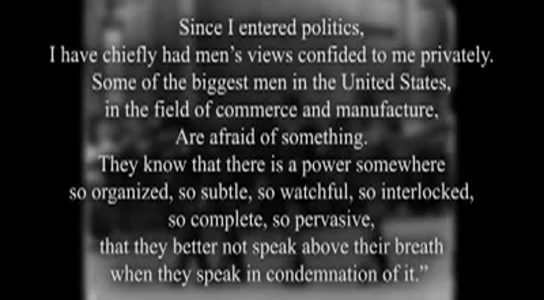 Since I entered politics,
I have chiefly had men's views confided to me privately.
Some of the biggest men in the United States,
in the field of commerce and manufacture,
Are afraid of something.
They know that there is a power somewhere
so organized, so subtle, so watchful, so interlocked,
so complete, so pervasive,
that they better not speak above their breath
when they speak in condemnation of it.”